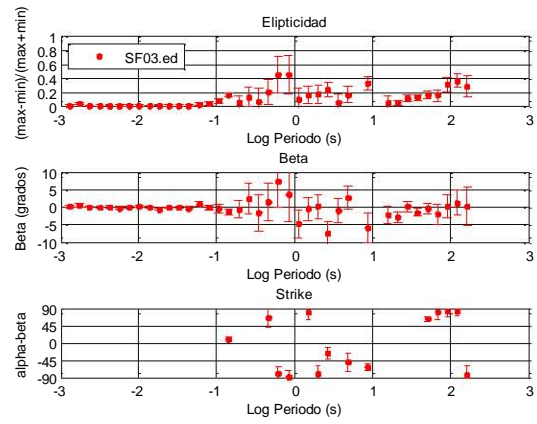 Elipticidad
(max-min)/(max+min)
1
0.8
0.6
0.4
0.2
0
SF03.ed
-3 -2 -1 0 1 2 3
Log Periodo (s)
Beta
Beta (grados)
10
5
0
-5
-10
-3 -2 -1 0 1 2 3
Log Periodo (s)
Strike
alpha-beta
90
45
0
-45
-90
-3 -2 -1 0 1 2 3
Log Periodo (s)